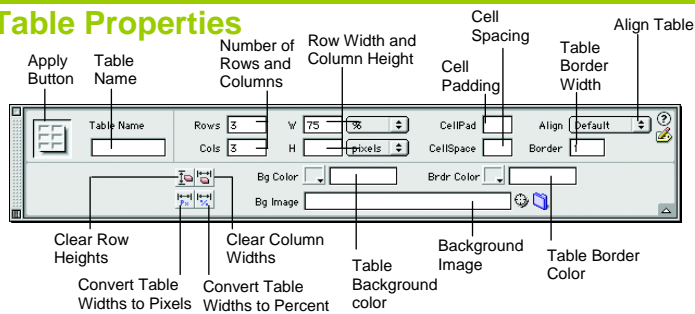 Table Properties
Apply
Button
Table
Name
Number of
Rows and
Columns
Row Width and
Column Height
Cell
Padding
Cell
Spacing
Table
Border
Width
Align Table
Table Name
Rows 3 W 75 % CellPad Align Default
Cols 3 H pixels CellSpace Border
Bg Color Brdr Color
Px %
Bg Image
Clear Row
Heights
Clear Column
Widths
Convert Table
Widths to Pixels
Convert Table
Widths to Percent
Table
Background
color
Background
Image
Table Border
Color